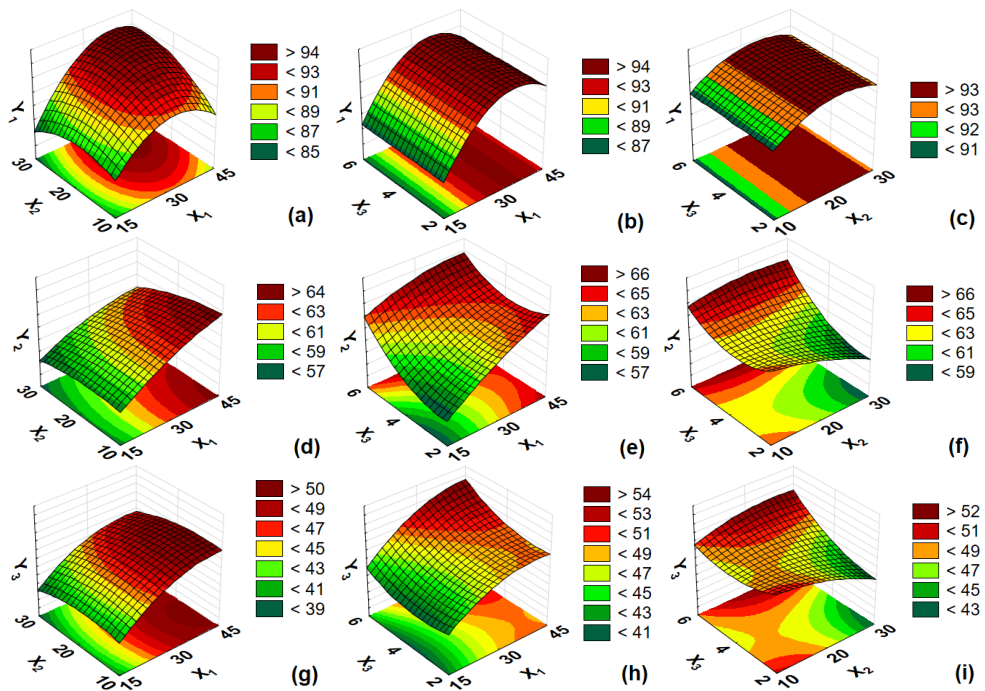 Y1
30
20
10
X2
15
30
45
X1
> 94
< 93
< 91
< 89
< 87
< 85
(a)
Y1
6
4
2
X3
15
30
45
X1
> 94
< 93
< 91
< 89
< 87
(b)
Y1
6
4
2
X3
10
20
30
X2
> 93
< 93
< 92
< 91
(c)
Y2
30
20
10
X2
15
30
45
X1
> 64
< 63
< 61
< 59
< 57
(d)
Y2
6
4
2
X3
15
30
45
X1
> 66
< 65
< 63
< 61
< 59
< 57
(e)
Y2
6
4
2
X3
10
20
30
X2
> 66
< 65
< 63
< 61
< 59
(f)
Y3
30
20
10
X2
15
30
45
X1
> 50
< 49
< 47
< 45
< 43
< 41
< 39
(g)
Y3
6
4
2
X3
15
30
45
X1
> 54
< 53
< 51
< 49
< 47
< 45
< 43
< 41
(h)
Y3
6
4
2
X3
10
20
30
X2
> 52
< 51
< 49
< 47
< 45
< 43
(i)